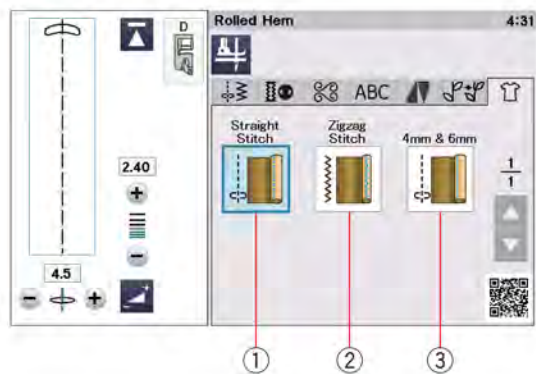 Rolled Hem 4:31
D
ABC
Straight Stitch
Zigzag Stitch
4mm & 6mm
2.40
1
1
4.5
1 2 3